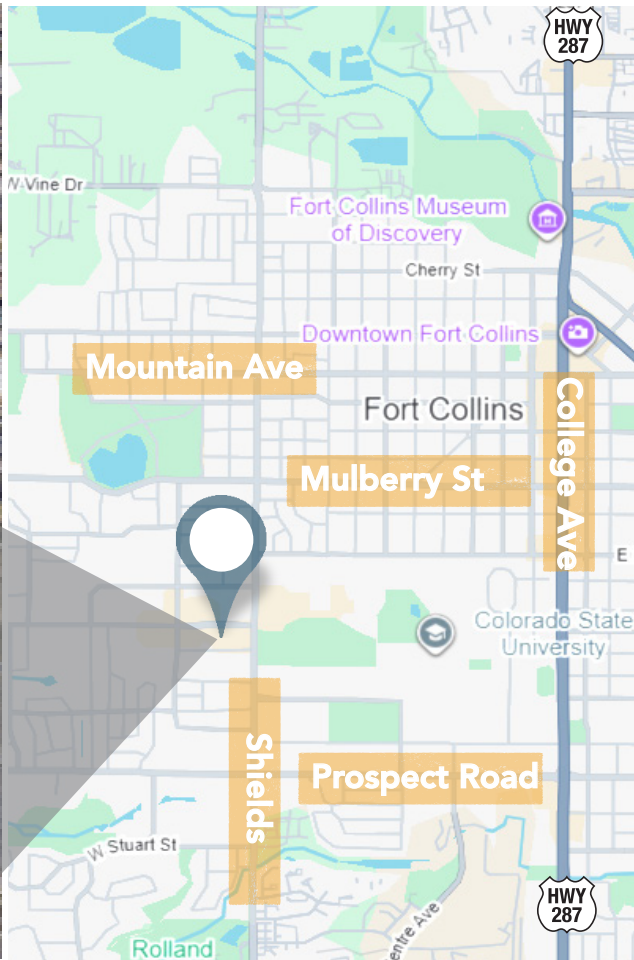 HWY
287
W Vine Dr
Fort Collins Museum
of Discovery
Cherry St
Downtown Fort Collins
Mountain Ave
Fort Collins
College Ave
Mulberry St
E
Colorado State
University
Shields
Prospect Road
W Stuart St
HWY
287
entre Ave
Rolland